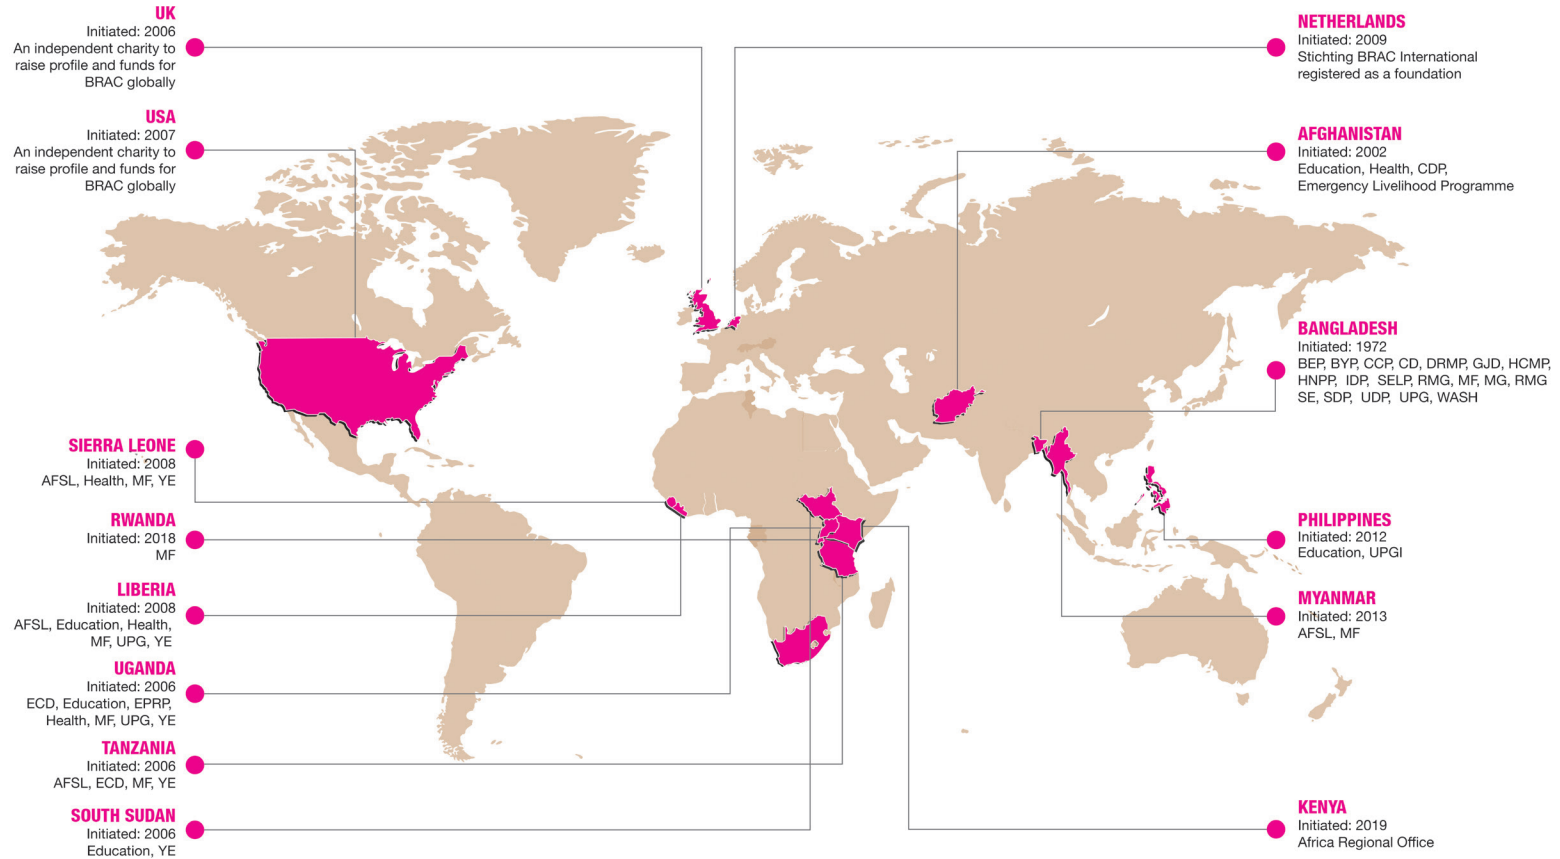 UK
Initiated: 2006
An independent charity to
raise profile and funds for
BRAC globally
USA
Initiated: 2007
An independent charity to
raise profile and funds for
BRAC globally
SIERRA LEONE
Initiated: 2008
AFSL, Health, MF, YE
RWANDA
Initiated: 2018
MF
LIBERIA
Initiated: 2008
AFSL, Education, Health,
MF, UPG, YE
UGANDA
Initiated: 2006
ECD, Education, EPRP,
Health, MF, UPG, YE
TANZANIA
Initiated: 2006
AFSL, ECD, MF, YE
SOUTH SUDAN
Initiated: 2006
Education, YE
NETHERLANDS
Initiated: 2009
Stichting BRAC International
registered as a foundation
AFGHANISTAN
Initiated: 2002
Education, Health, CDP,
Emergency Livelihood Programme
BANGLADESH
Initiated: 1972
BEP, BYP, CCP, CD, DRMP, GJD, HCMP,
HNPP, IDP, SELP, RMG, MF, MG, RMG
SE, SDP, UDP, UPG, WASH
PHILIPPINES
Initiated: 2012
Education, UPGI
MYANMAR
Initiated: 2013
AFSL, MF
KENYA
Initiated: 2019
Africa Regional Office